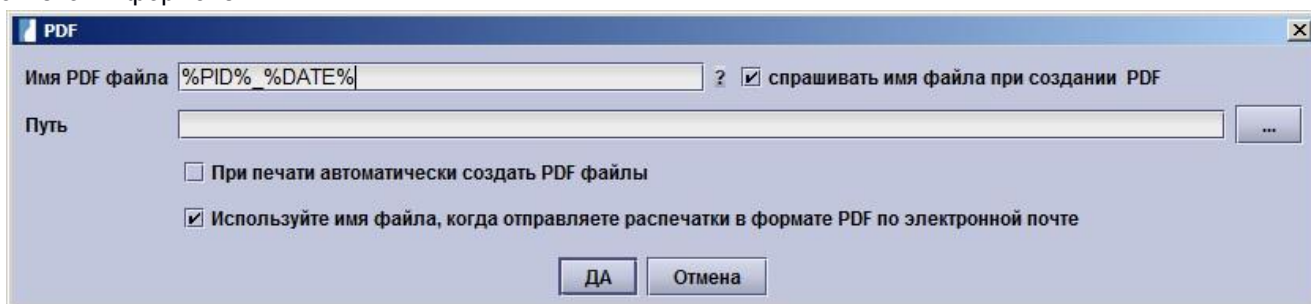 PDF
Имя PDF файла %PID%_%DATE% ? спрашивать имя файла при создании PDF
Путь ...
При печати автоматически создать PDF файлы
Используйте имя файла, когда отправляете распечатки в формате PDF по электронной почте
ДА Отмена